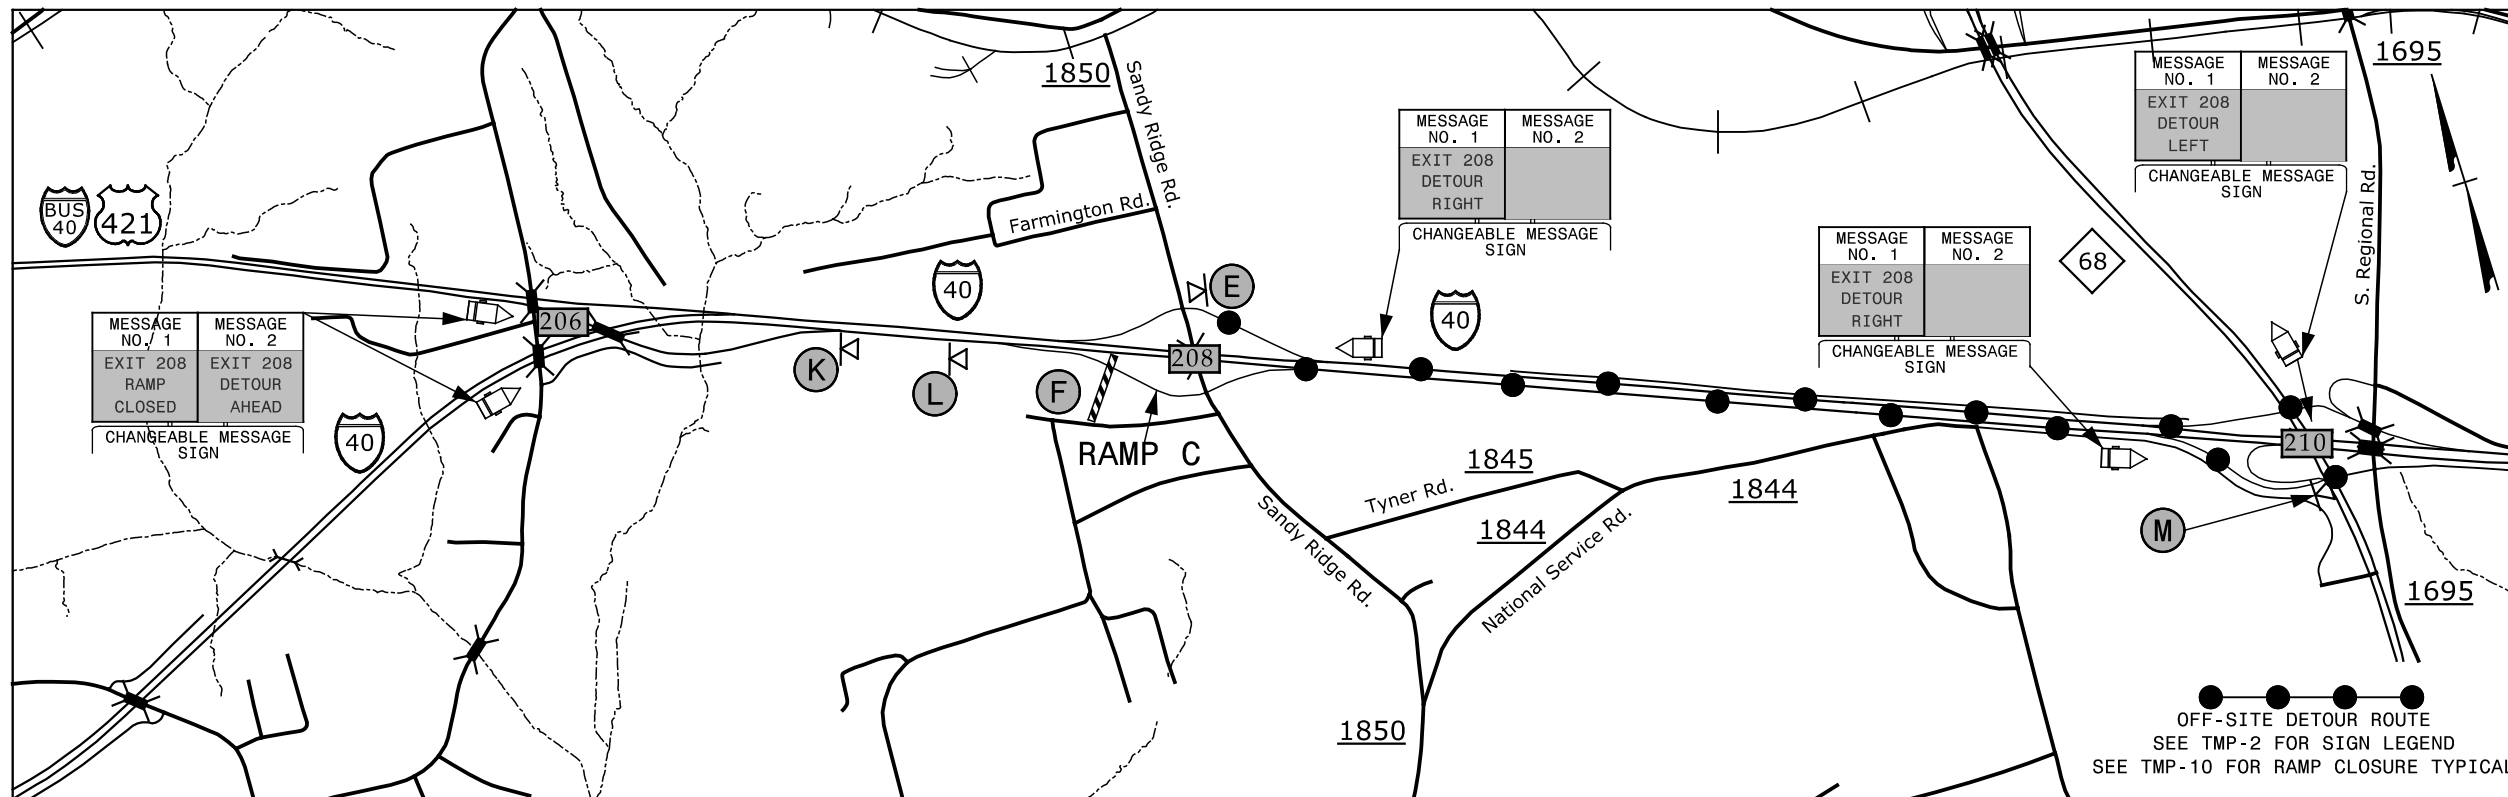 1850
Sandy Ridge Rd.
1695
MESSAGE NO. 1
MESSAGE NO. 2
EXIT 208
DETOUR
LEFT
CHANGEABLE MESSAGE
SIGN
S. Regional Rd.
MESSAGE NO. 1
MESSAGE NO. 2
EXIT 208
DETOUR
RIGHT
CHANGEABLE MESSAGE
SIGN
BUS
40
421
Farmington Rd.
MESSAGE NO. 1
MESSAGE NO. 2
EXIT 208
DETOUR
RIGHT
CHANGEABLE MESSAGE
SIGN
68
40
E
40
206
MESSAGE NO. 1
MESSAGE NO. 2
EXIT 208
RAMP
CLOSED
EXIT 208
DETOUR
AHEAD
CHANGEABLE MESSAGE
SIGN
40
K
L
F
208
RAMP C
210
1845
Tyner Rd.
1844
1844
Sandy Ridge Rd.
National Service Rd.
M
1695
1850
OFF-SITE DETOUR ROUTE
SEE TMP-2 FOR SIGN LEGEND
SEE TMP-10 FOR RAMP CLOSURE TYPICAL